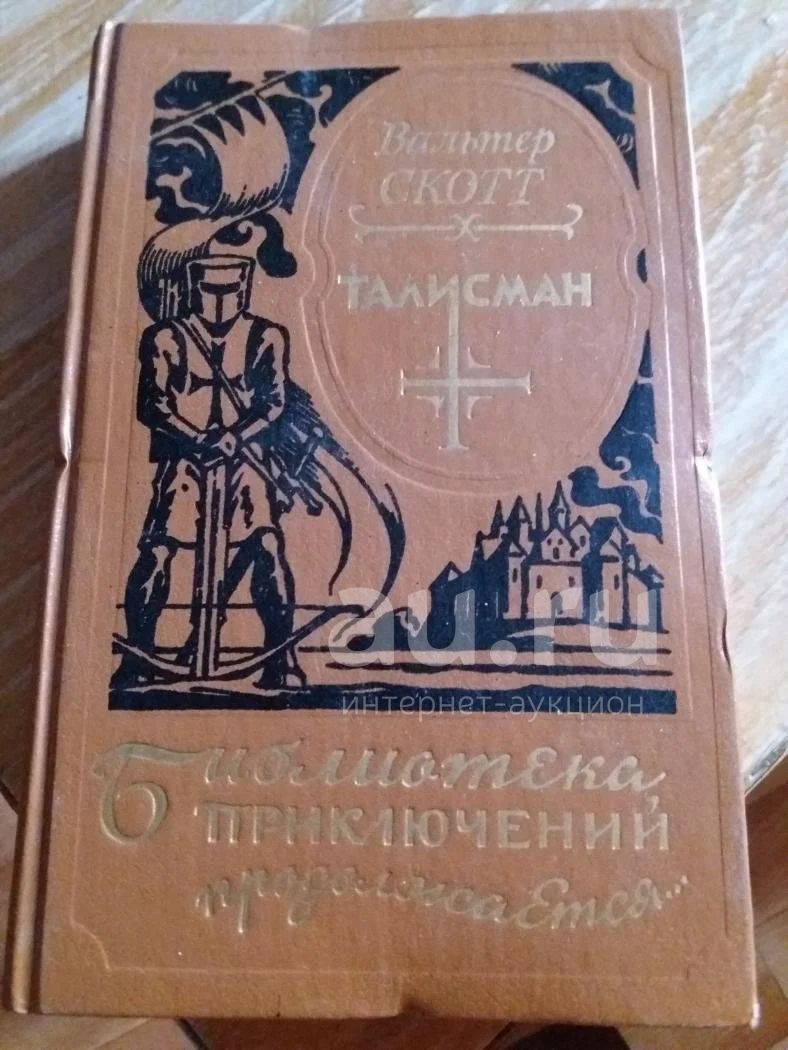 Вальтер
СКОТТ
ТАЛИСМАН
au.ru
интернет-аукцион
Библиотека
ПРИКЛЮЧЕНИЙ
продолжается...